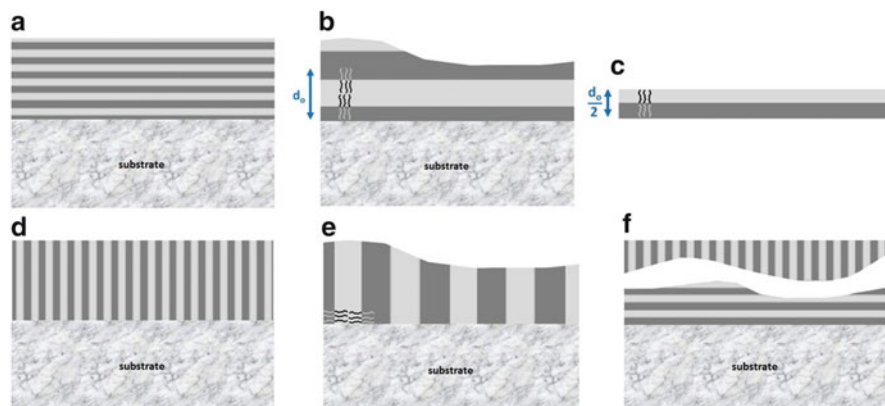 a
b
c
d₀
d₀
2
substrate
substrate
d
e
f
substrate
substrate
substrate